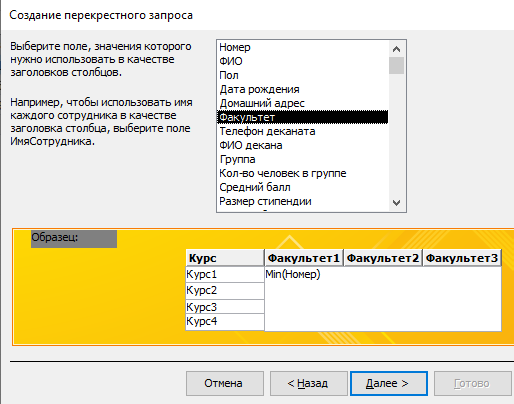 Создание перекрестного запроса
Выберите поле, значения которого
нужно использовать в качестве
заголовков столбцов.
Например, чтобы использовать имя
каждого сотрудника в качестве
заголовка столбца, выберите поле
ИмяСотрудника.
Номер
ФИО
Пол
Дата рождения
Домашний адрес
Факультет
Телефон деканата
ФИО декана
Группа
Кол-во человек в группе
Средний балл
Размер стипендии
Образец:
Курс Факультет1 Факультет2 Факультет3
Курс1 Min(Номер)
Курс2
Курс3
Курс4
Отмена < Назад Далее > Готово